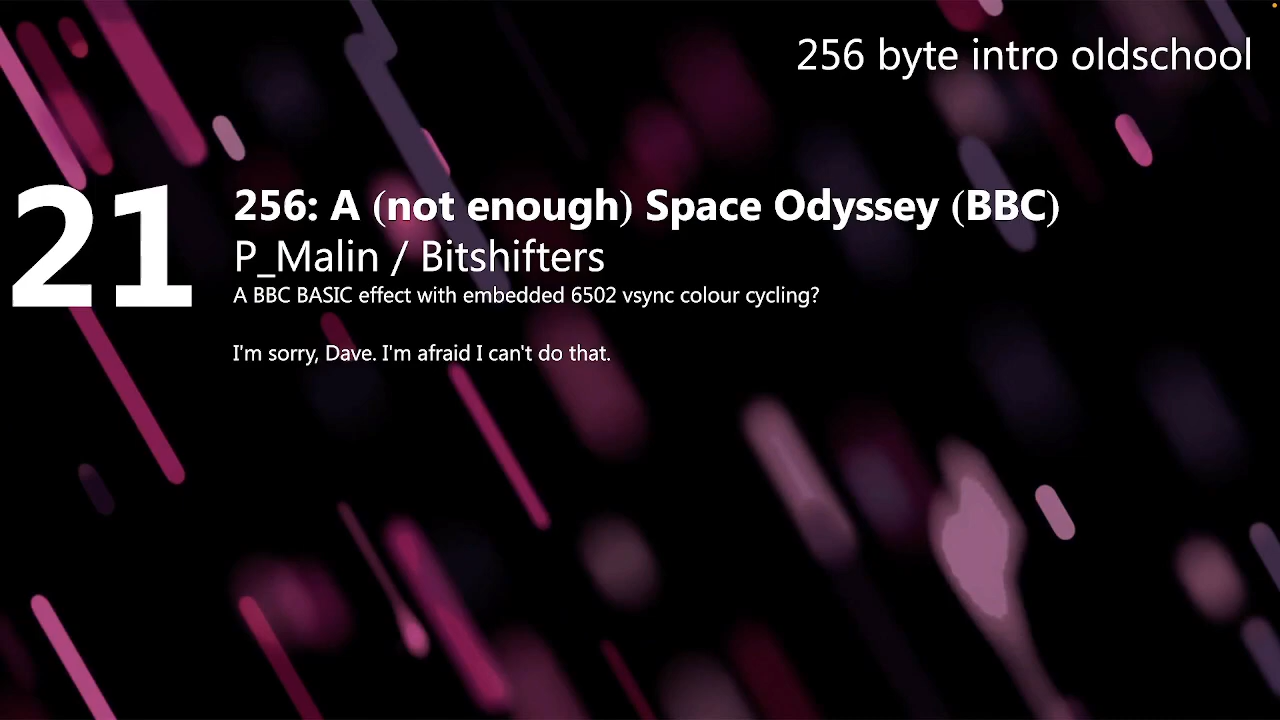 256 byte intro oldschool
21
256: A (not enough) Space Odyssey (BBC)
P_Malin / Bitshifters
A BBC BASIC effect with embedded 6502 vsync colour cycling?
I'm sorry, Dave. I'm afraid I can't do that.